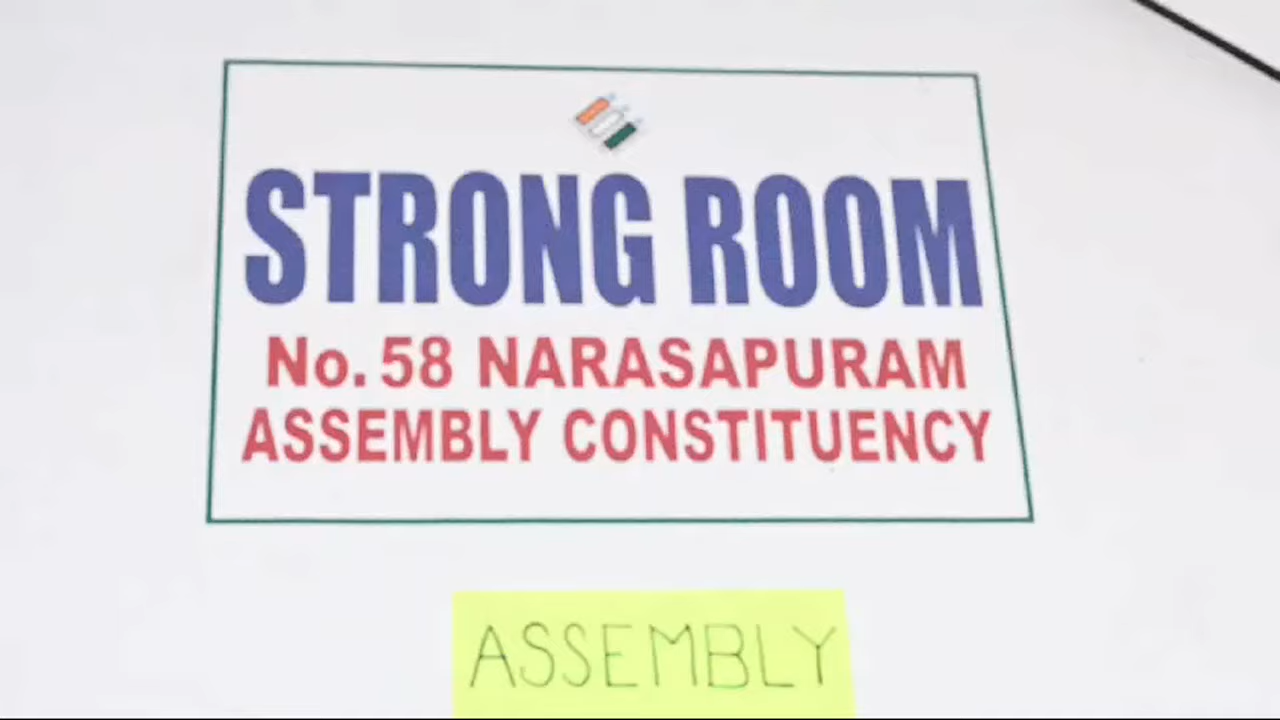 STRONG ROOM
No. 58 NARASAPURAM
ASSEMBLY CONSTITUENCY
ASSEMBLY